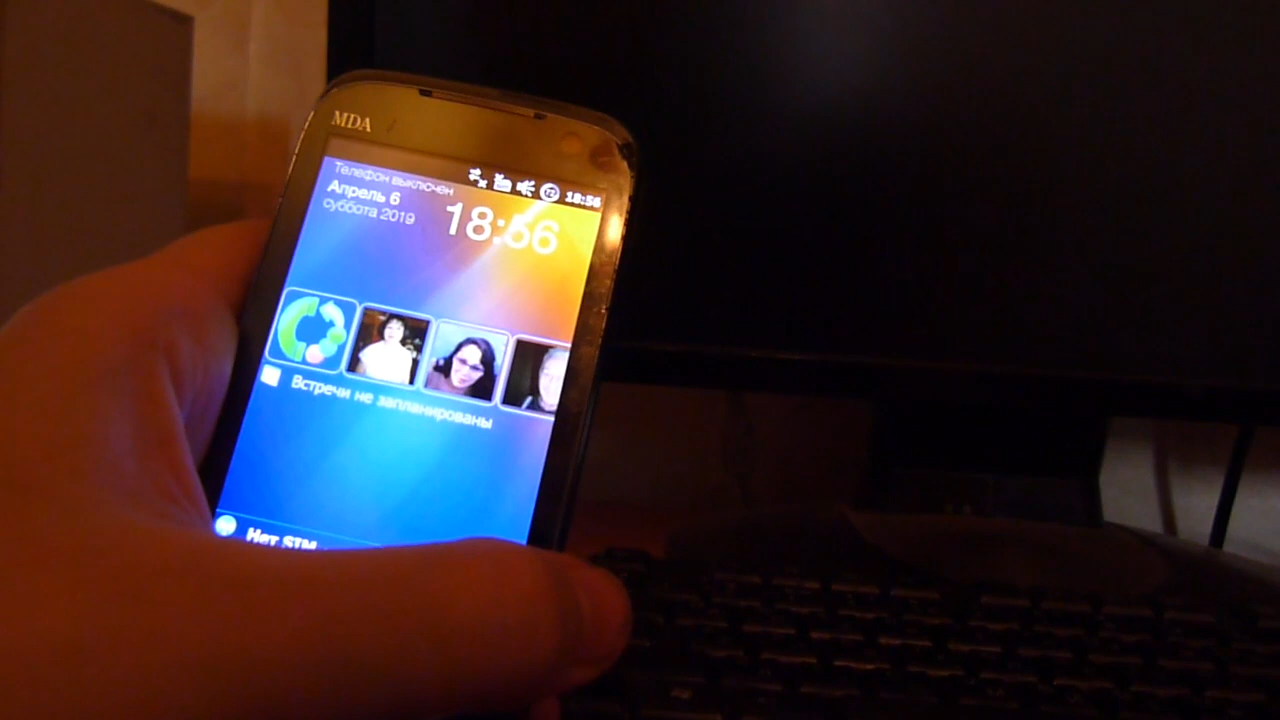 MDA
Телефон выключен
18:56
Апрель 6
суббота 2019
18:56
Встречи не запланированы
Нет SIM